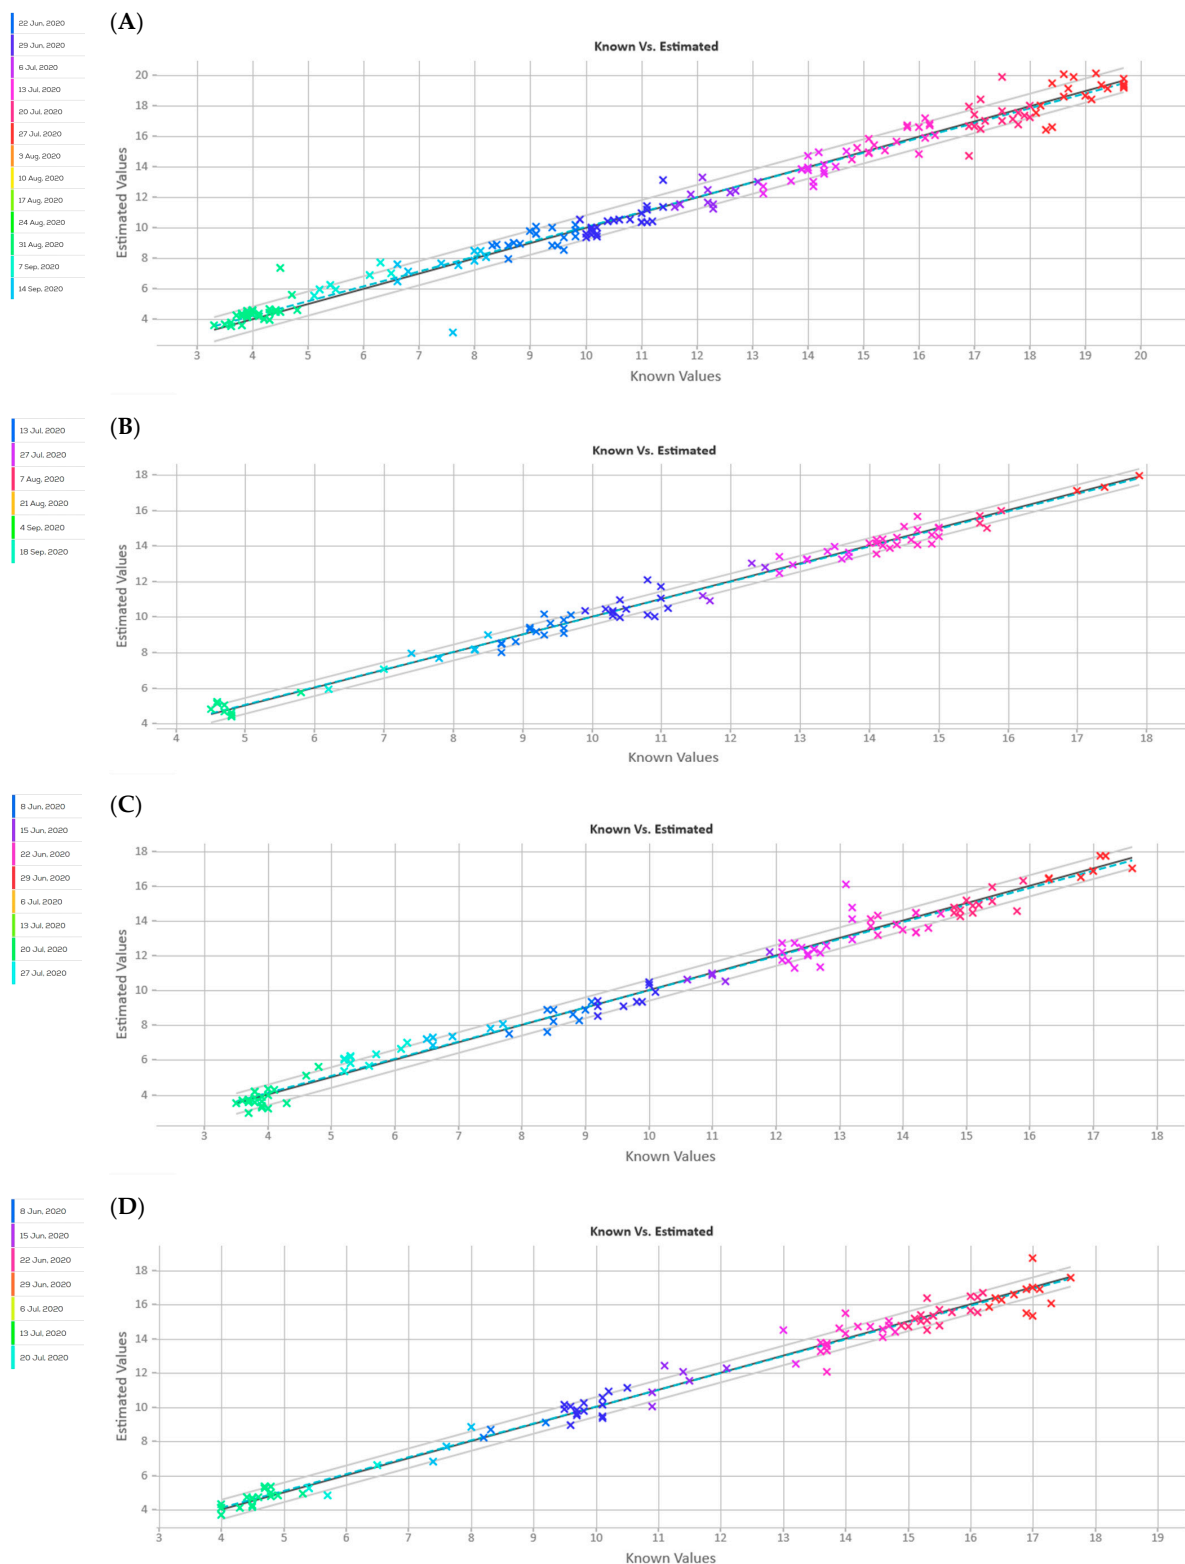 (A)
22 Jun, 2020
29 Jun, 2020
6 Jul, 2020
13 Jul, 2020
20 Jul, 2020
27 Jul, 2020
3 Aug, 2020
10 Aug, 2020
17 Aug, 2020
24 Aug, 2020
31 Aug, 2020
7 Sep, 2020
14 Sep, 2020
Known Vs. Estimated
Estimated Values
20
18
16
14
12
10
8
6
4
3 4 5 6 7 8 9 10 11 12 13 14 15 16 17 18 19 20
Known Values
(B)
13 Jul, 2020
27 Jul, 2020
7 Aug, 2020
21 Aug, 2020
4 Sep, 2020
18 Sep, 2020
Known Vs. Estimated
Estimated Values
18
16
14
12
10
8
6
4
4 5 6 7 8 9 10 11 12 13 14 15 16 17 18
Known Values
(C)
8 Jun, 2020
15 Jun, 2020
22 Jun, 2020
29 Jun, 2020
6 Jul, 2020
13 Jul, 2020
20 Jul, 2020
27 Jul, 2020
Known Vs. Estimated
Estimated Values
18
16
14
12
10
8
6
4
3 4 5 6 7 8 9 10 11 12 13 14 15 16 17 18
Known Values
(D)
8 Jun, 2020
15 Jun, 2020
22 Jun, 2020
29 Jun, 2020
6 Jul, 2020
13 Jul, 2020
20 Jul, 2020
Known Vs. Estimated
Estimated Values
18
16
14
12
10
8
6
4
3 4 5 6 7 8 9 10 11 12 13 14 15 16 17 18 19
Known Values